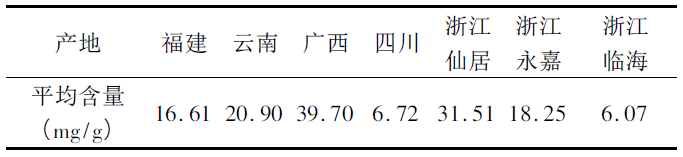 产地 福建 云南 广西 四川 浙江仙居 浙江永嘉 浙江临海
平均含量(mg/g) 16.61 20.90 39.70 6.72 31.51 18.25 6.07